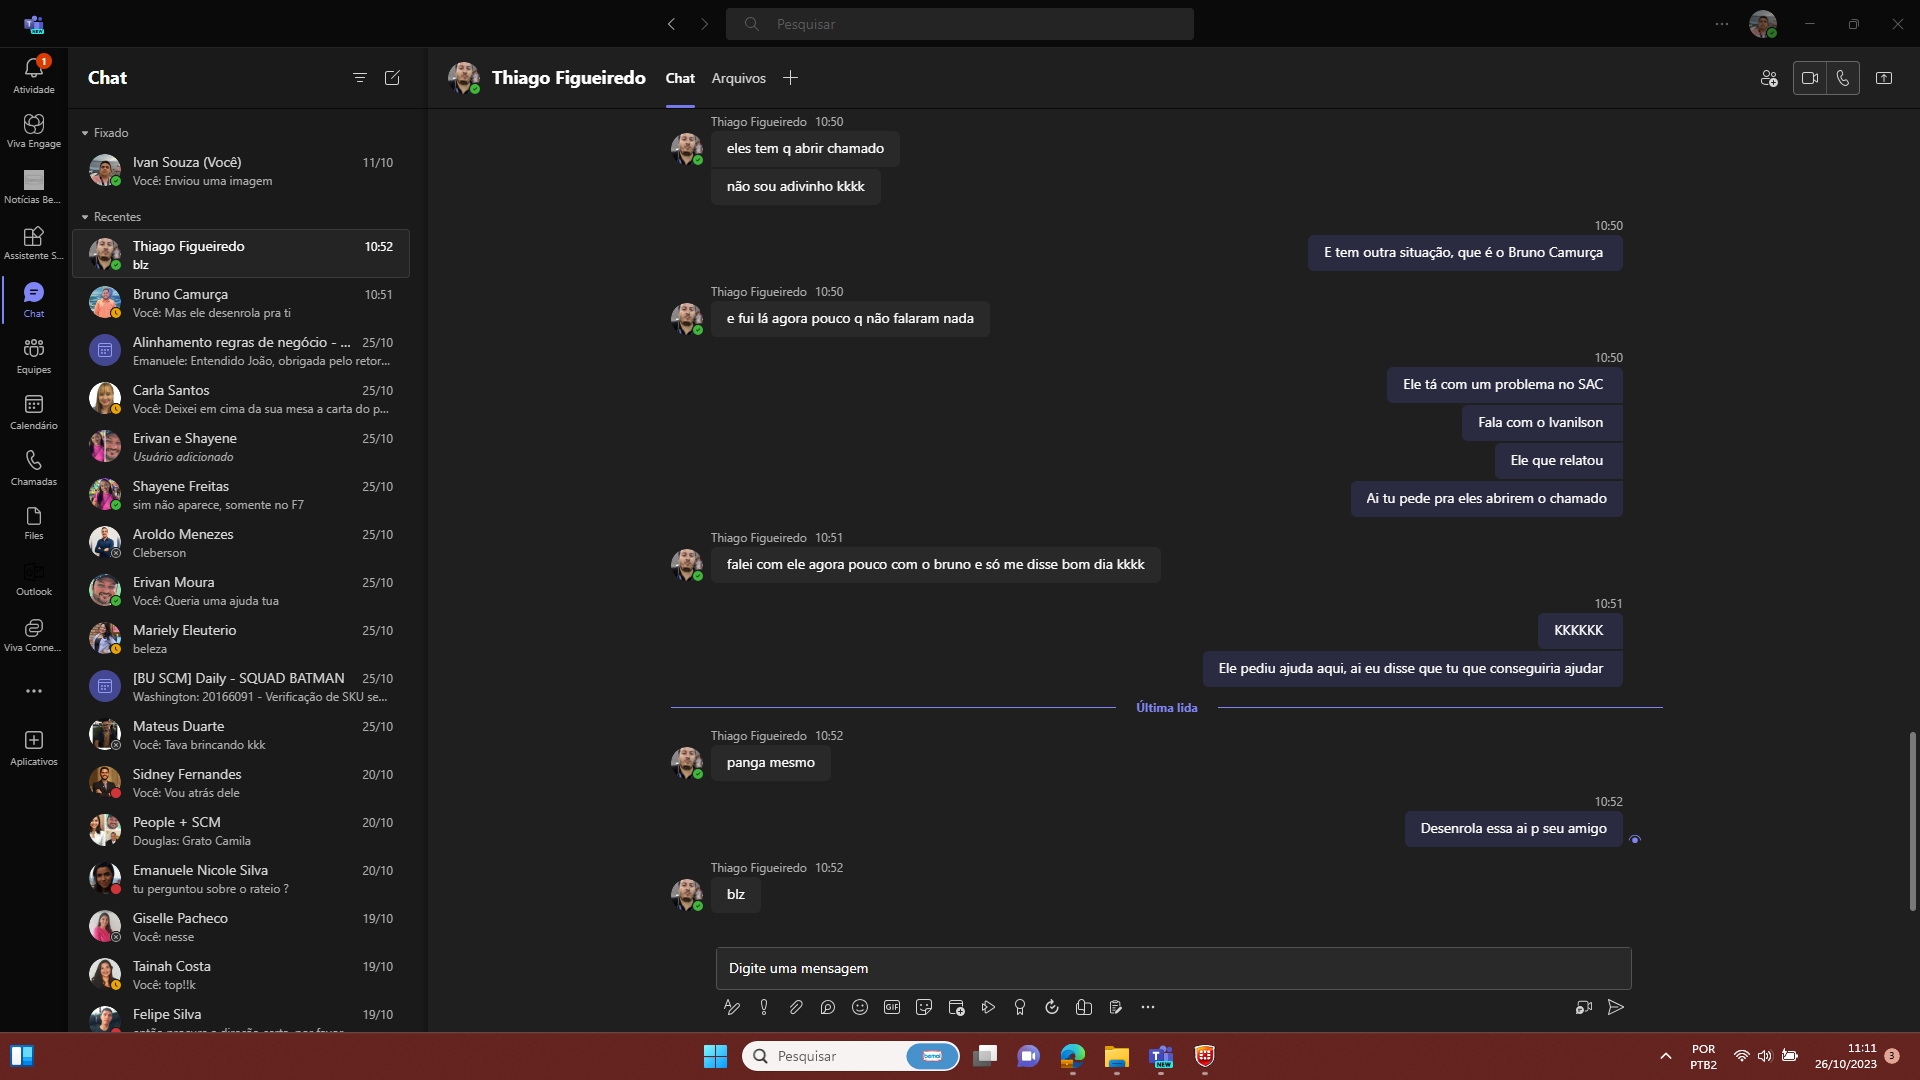 Pesquisar
1
Atividade
Viva Engage
Notícias Be...
Assistente S...
Chat
Equipes
Calendário
Chamadas
Files
Outlook
Viva Conne...
Aplicativos
Chat
Fixado
Ivan Souza (Você) 11/10
Você: Enviou uma imagem
Recentes
Thiago Figueiredo 10:52
blz
Bruno Camurça 10:51
Você: Mas ele desenrola pra ti
Alinhamento regras de negócio - ... 25/10
Emanuele: Entendido João, obrigada pelo retor...
Carla Santos 25/10
Você: Deixei em cima da sua mesa a carta do p...
Erivan e Shayene 25/10
Usuário adicionado
Shayene Freitas 25/10
sim não aparece, somente no F7
Aroldo Menezes 25/10
Cleberson
Erivan Moura 25/10
Você: Queria uma ajuda tua
Mariely Eleuterio 25/10
beleza
[BU SCM] Daily - SQUAD BATMAN 25/10
Washington: 20166091 - Verificação de SKU se...
Mateus Duarte 25/10
Você: Tava brincando kkk
Sidney Fernandes 20/10
Você: Vou atrás dele
People + SCM 20/10
Douglas: Grato Camila
Emanuele Nicole Silva 20/10
tu perguntou sobre o rateio ?
Giselle Pacheco 19/10
Você: nesse
Tainah Costa 19/10
Você: top!!k
Felipe Silva 19/10
Thiago Figueiredo Chat Arquivos
Thiago Figueiredo 10:50
eles tem q abrir chamado
não sou adivinho kkkk
10:50
E tem outra situação, que é o Bruno Camurça
Thiago Figueiredo 10:50
e fui lá agora pouco q não falaram nada
10:50
Ele tá com um problema no SAC
Fala com o Ivanilson
Ele que relatou
Ai tu pede pra eles abrirem o chamado
Thiago Figueiredo 10:51
falei com ele agora pouco com o bruno e só me disse bom dia kkkk
10:51
KKKKKK
Ele pediu ajuda aqui, ai eu disse que tu que conseguiria ajudar
Última lida
Thiago Figueiredo 10:52
panga mesmo
10:52
Desenrola essa ai p seu amigo
Thiago Figueiredo 10:52
blz
Digite uma mensagem
GIF
Pesquisar
NEW
POR
PTB2
11:11
26/10/2023
3